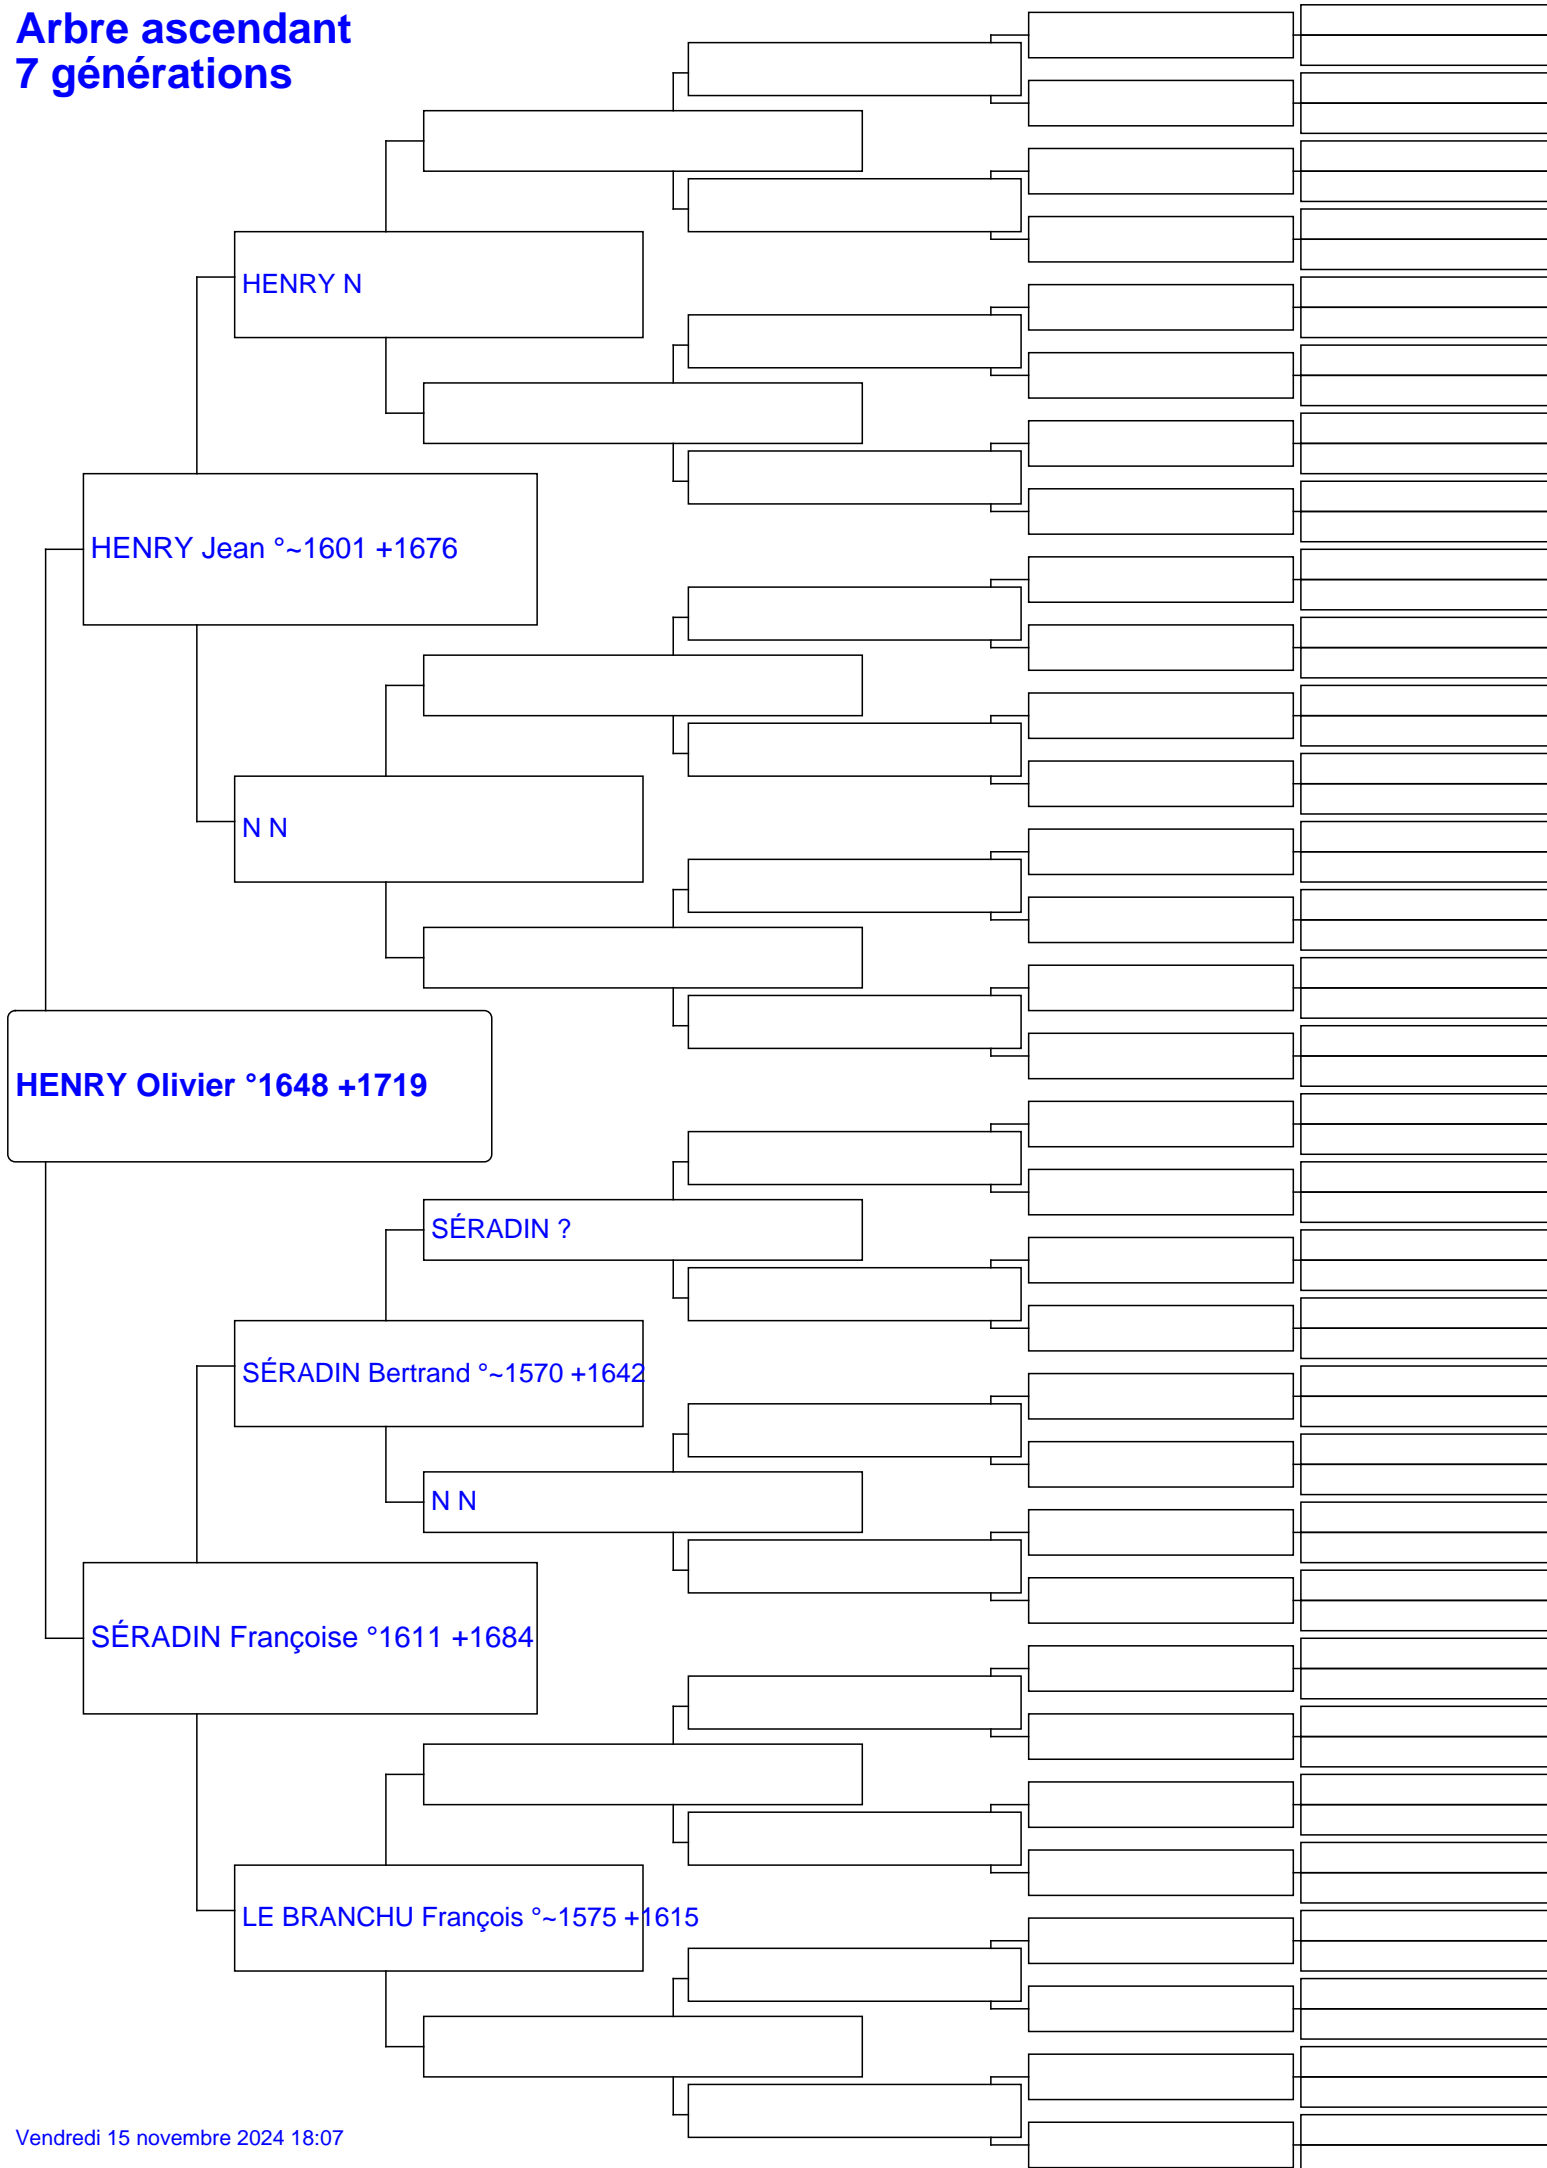 Arbre ascendant
7 générations
HENRY N
HENRY Jean °~1601 +1676
N N
HENRY Olivier °1648 +1719
SÉRADIN ?
SÉRADIN Bertrand °~1570 +1642
N N
SÉRADIN Françoise °1611 +1684
LE BRANCHU François °~1575 +1615
Vendredi 15 novembre 2024 18:07